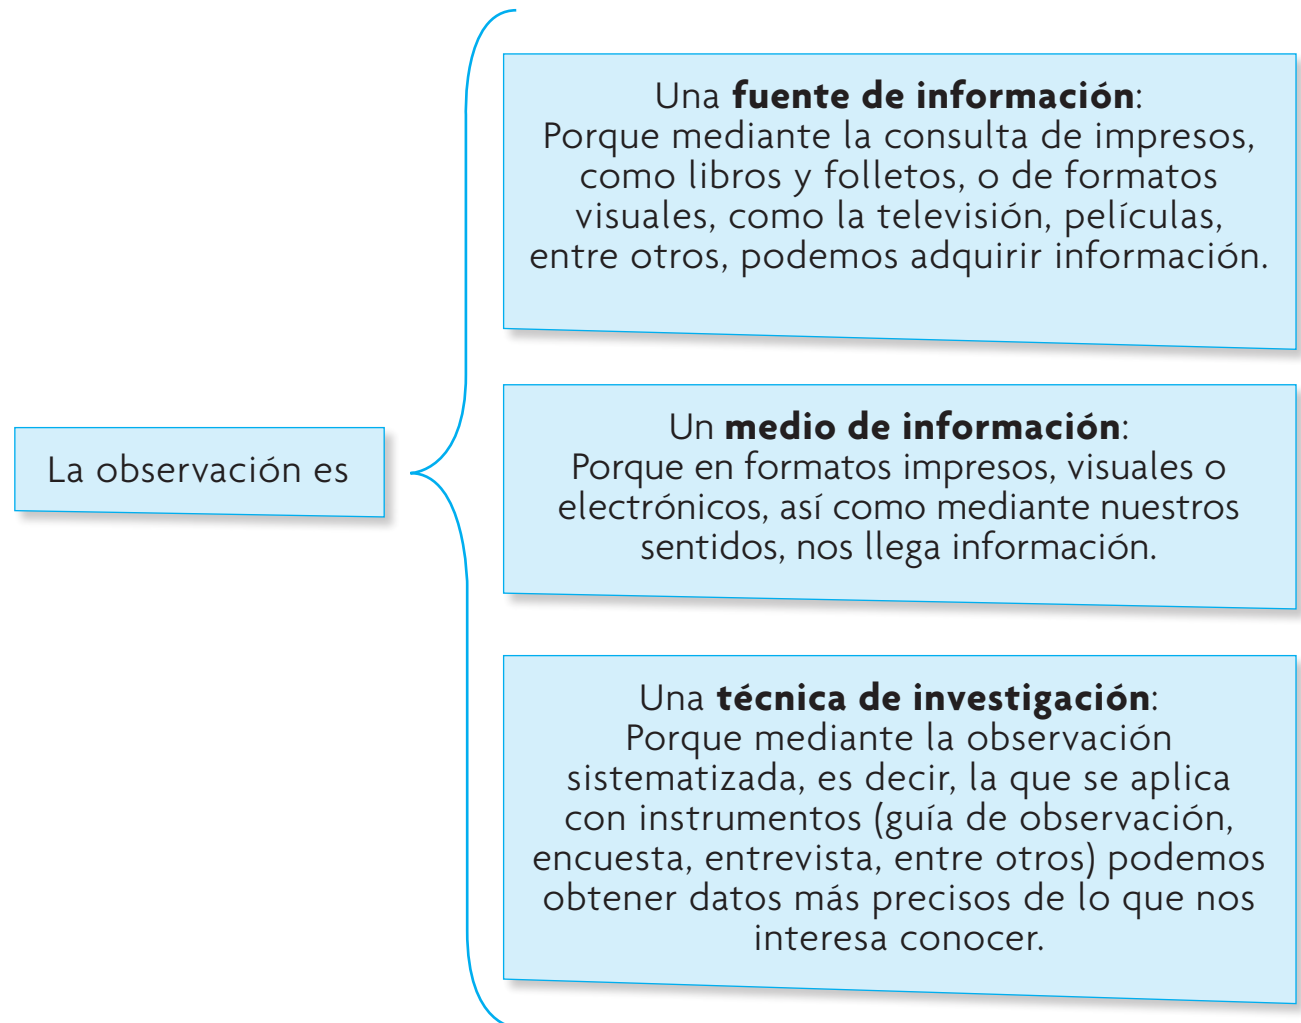 La observación es
Una fuente de información:
Porque mediante la consulta de impresos,
como libros y folletos, o de formatos
visuales, como la televisión, películas,
entre otros, podemos adquirir información.
Un medio de información:
Porque en formatos impresos, visuales o
electrónicos, así como mediante nuestros
sentidos, nos llega información.
Una técnica de investigación:
Porque mediante la observación
sistematizada, es decir, la que se aplica
con instrumentos (guía de observación,
encuesta, entrevista, entre otros) podemos
obtener datos más precisos de lo que nos
interesa conocer.